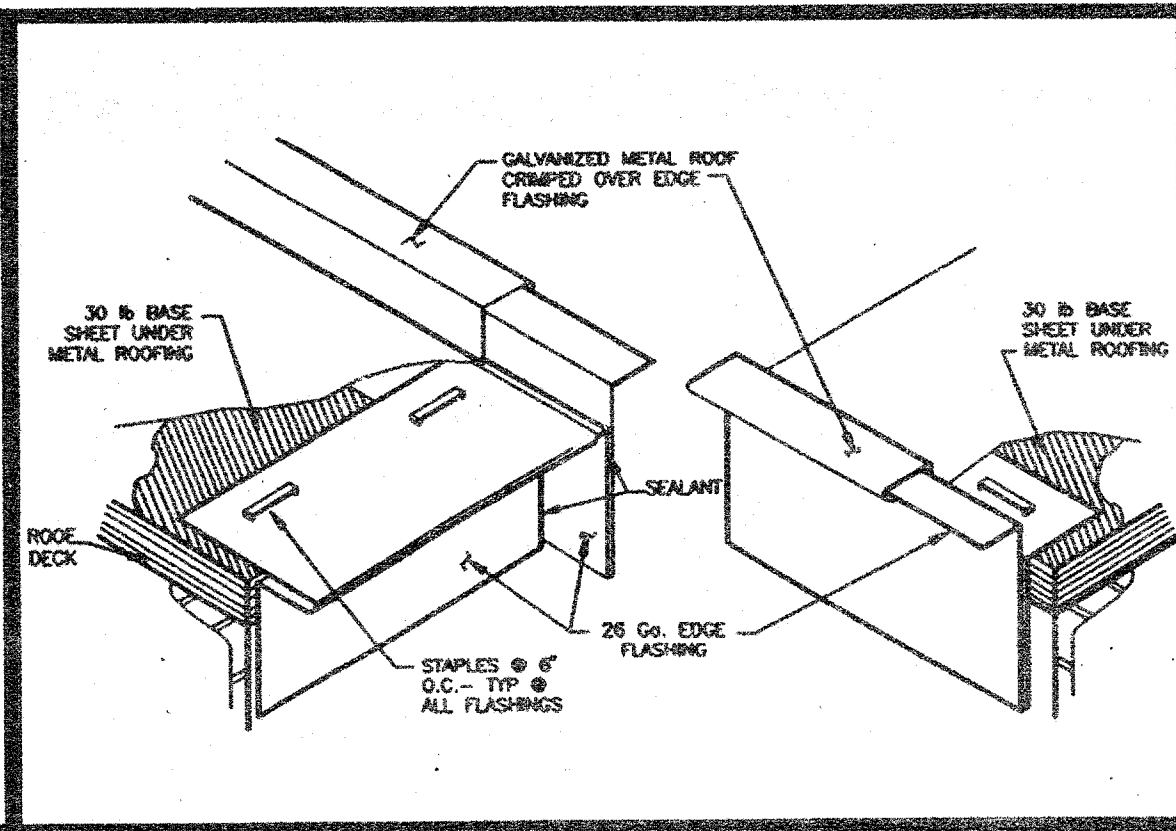 GALVANIZED METAL ROOF
CRIMPED OVER EDGE
FLASHING
30 lb BASE
SHEET UNDER
METAL ROOFING
30 lb BASE
SHEET UNDER
METAL ROOFING
SEALANT
ROOF
DECK
26 Ga. EDGE
FLASHING
STAPLES @ 6"
O.C.- TYP @
ALL FLASHINGS